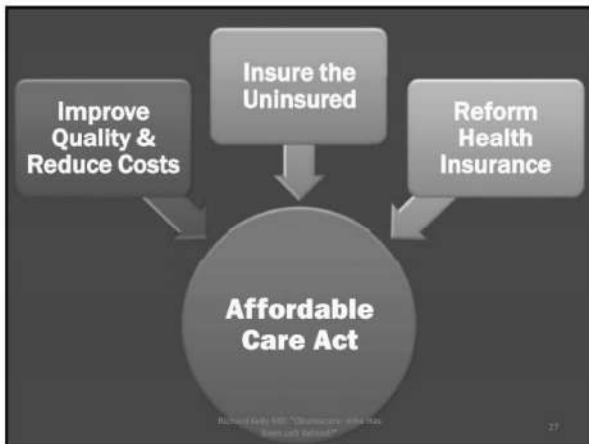 Insure the
Uninsured
Improve
Quality &
Reduce Costs
Reform
Health
Insurance
Affordable
Care Act
27